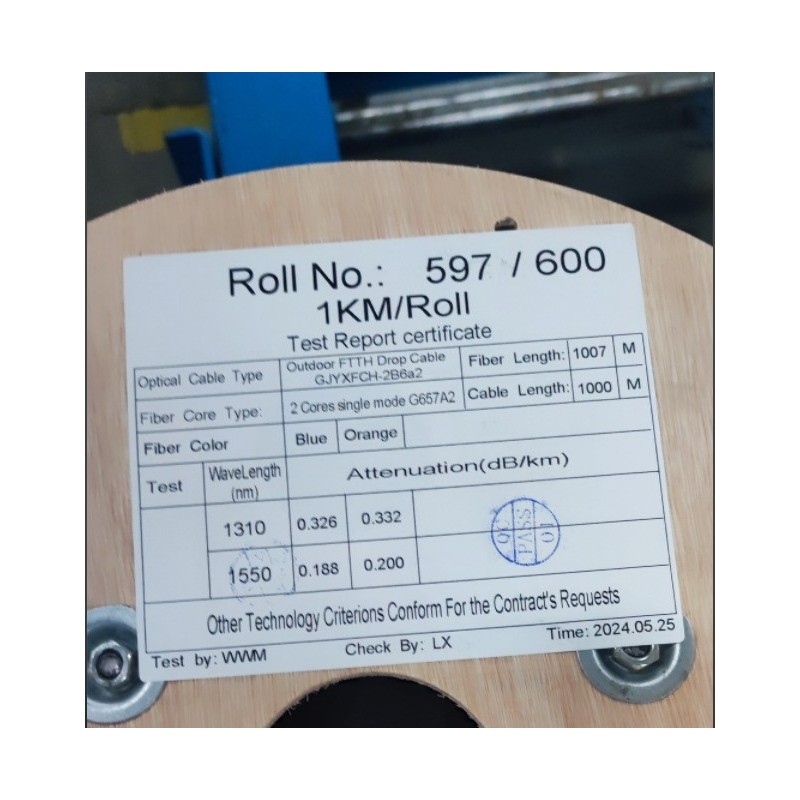 Roll No.: 597 / 600
1KM/Roll
Test Report certificate
Optical Cable Type Outdoor FTTH Drop Cable GJYXFCH-2B6a2 Fiber Length: 1007 M
Fiber Core Type: 2 Cores single mode G657A2 Cable Length: 1000 M
Fiber Color Blue Orange
Test WaveLength (nm) Attenuation(dB/km)
1310 0.326 0.332
1550 0.188 0.200
QC PASS 01
Other Technology Criterions Conform For the Contract's Requests
Test by: WWM Check By: LX Time: 2024.05.25